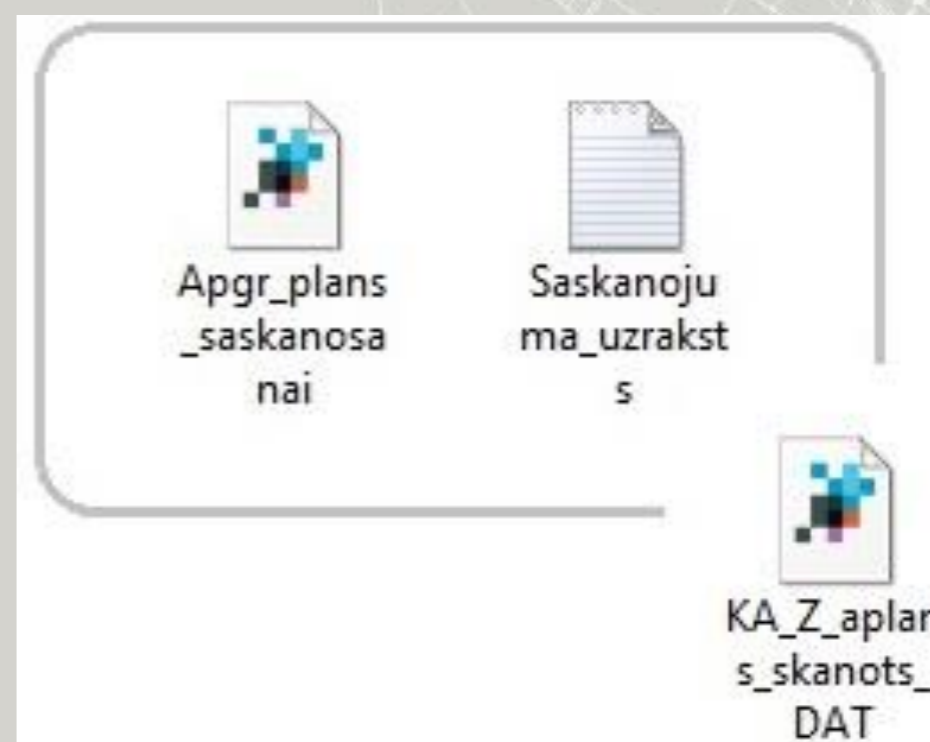 Apgr_plans
_saskanosa
nai
Saskanoju
ma_uzrakst
s
KA_Z_aplan
s_skanots_
DAT